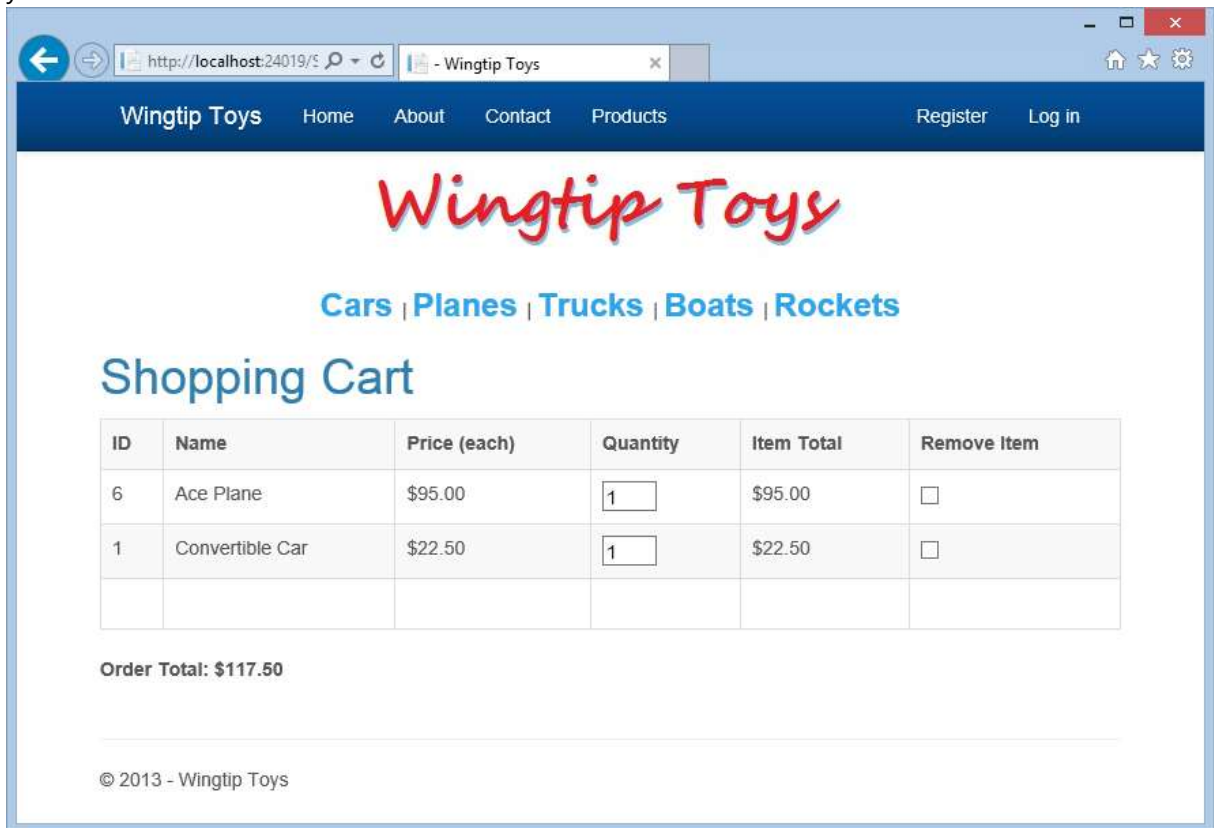 http://localhost:24019/S
- Wingtip Toys
Wingtip Toys Home About Contact Products Register Log in
Wingtip Toys
Cars | Planes | Trucks | Boats | Rockets
Shopping Cart
ID Name Price (each) Quantity Item Total Remove Item
6 Ace Plane $95.00 1 $95.00
1 Convertible Car $22.50 1 $22.50
Order Total: $117.50
© 2013 - Wingtip Toys